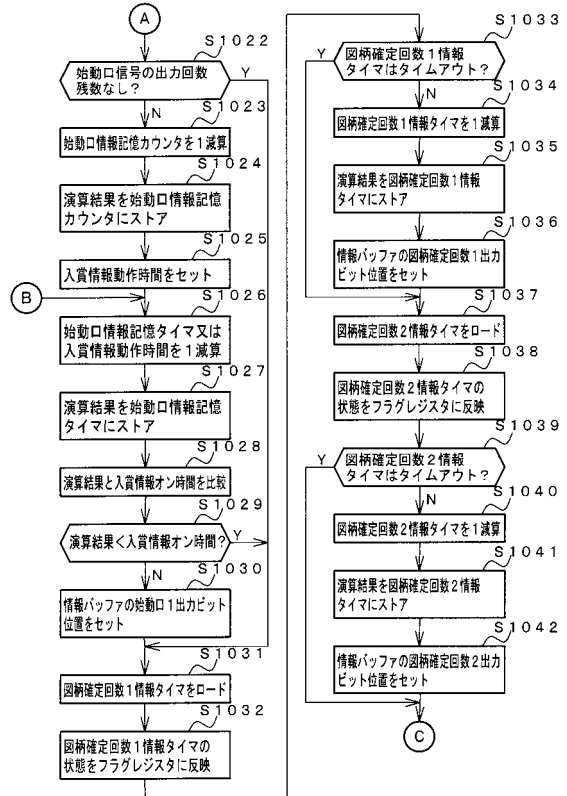 A
S1022
始動口信号の出力回数
残数なし?
Y
N
S1023
始動口情報記憶カウンタを1減算
S1024
演算結果を始動口情報記憶
カウンタにストア
S1025
入賞情報動作時間をセット
B
S1026
始動口情報記憶タイマ又は
入賞情報動作時間を1減算
S1027
演算結果を始動口情報記憶
タイマにストア
S1028
演算結果と入賞情報オン時間を比較
S1029
演算結果<入賞情報オン時間?
Y
N
S1030
情報バッファの始動口1出力ビット
位置をセット
S1031
図柄確定回数1情報タイマをロード
S1032
図柄確定回数1情報タイマの
状態をフラグレジスタに反映
S1033
図柄確定回数1情報
タイマはタイムアウト?
Y
N
S1034
図柄確定回数1情報タイマを1減算
S1035
演算結果を図柄確定回数1情報
タイマにストア
S1036
情報バッファの図柄確定回数1出力
ビット位置をセット
S1037
図柄確定回数2情報タイマをロード
S1038
図柄確定回数2情報タイマの
状態をフラグレジスタに反映
S1039
図柄確定回数2情報
タイマはタイムアウト?
Y
N
S1040
図柄確定回数2情報タイマを1減算
S1041
演算結果を図柄確定回数2情報
タイマにストア
S1042
情報バッファの図柄確定回数2出力
ビット位置をセット
C